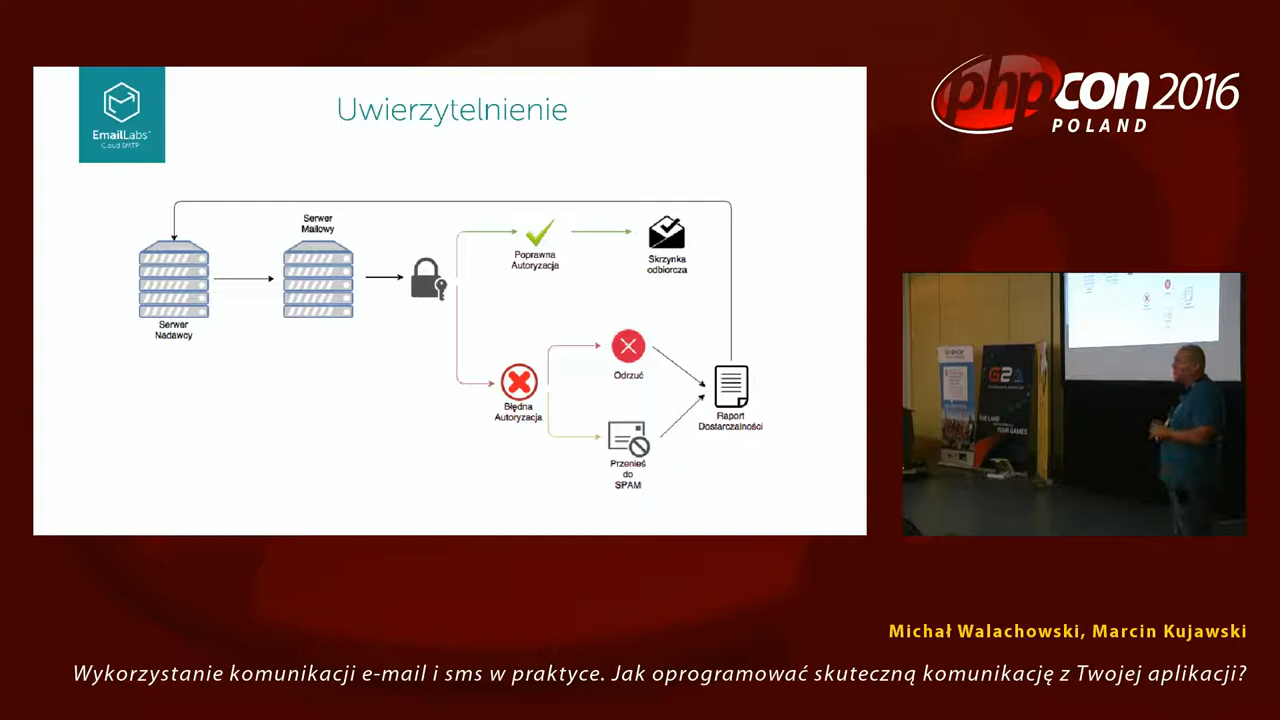 EmailLabs
Cloud SMTP
Uwierzytelnienie
phpcon 2016
POLAND
Serwer
Nadawcy
Serwer
Mailowy
Poprawna
Autoryzacja
Skrzynka
odbiorcza
Błędna
Autoryzacja
Odrzuć
Przenieś
do
SPAM
Raport
Dostarczalności
G2A
Michał Walachowski, Marcin Kujawski
Wykorzystanie komunikacji e-mail i sms w praktyce. Jak oprogramować skuteczną komunikację z Twojej aplikacji?